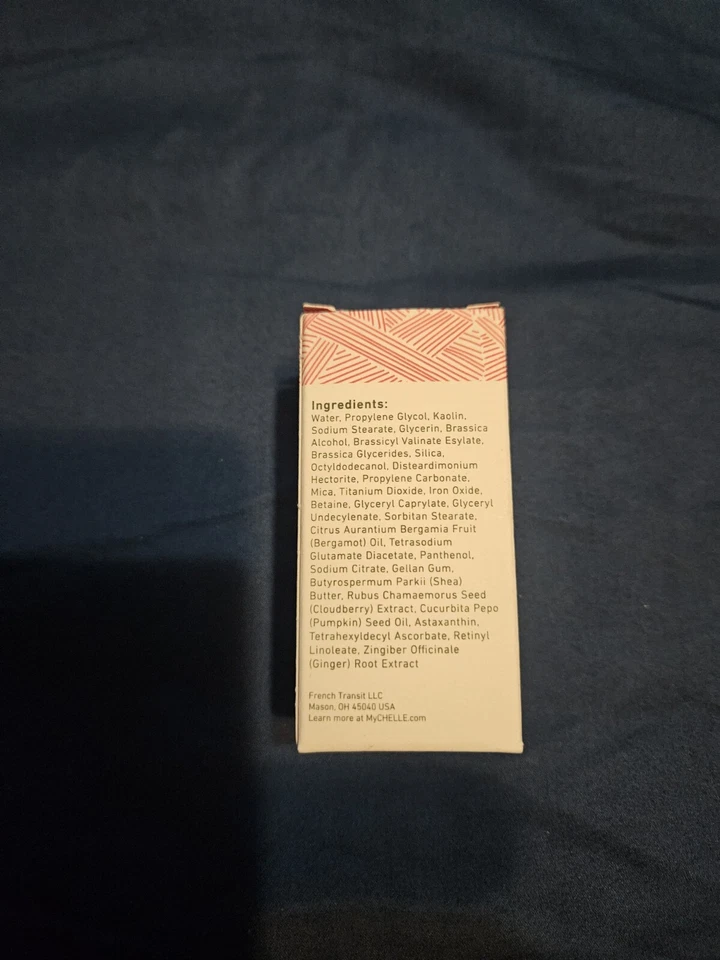 Ingredients:
Water, Propylene Glycol, Kaolin,
Sodium Stearate, Glycerin, Brassica
Alcohol, Brassicyl Valinate Esylate,
Brassica Glycerides, Silica,
Octyldodecanol, Disteardimonium
Hectorite, Propylene Carbonate,
Mica, Titanium Dioxide, Iron Oxide,
Betaine, Glyceryl Caprylate, Glyceryl
Undecylenate, Sorbitan Stearate,
Citrus Aurantium Bergamia Fruit
(Bergamot) Oil, Tetrasodium
Glutamate Diacetate, Panthenol,
Sodium Citrate, Gellan Gum,
Butyrospermum Parkii (Shea)
Butter, Rubus Chamaemorus Seed
(Cloudberry) Extract, Cucurbita Pepo
(Pumpkin) Seed Oil, Astaxanthin,
Tetrahexyldecyl Ascorbate, Retinyl
Linoleate, Zingiber Officinale
(Ginger) Root Extract
French Transit LLC
Mason, OH 45040 USA
Learn more at MyCHELLE.com